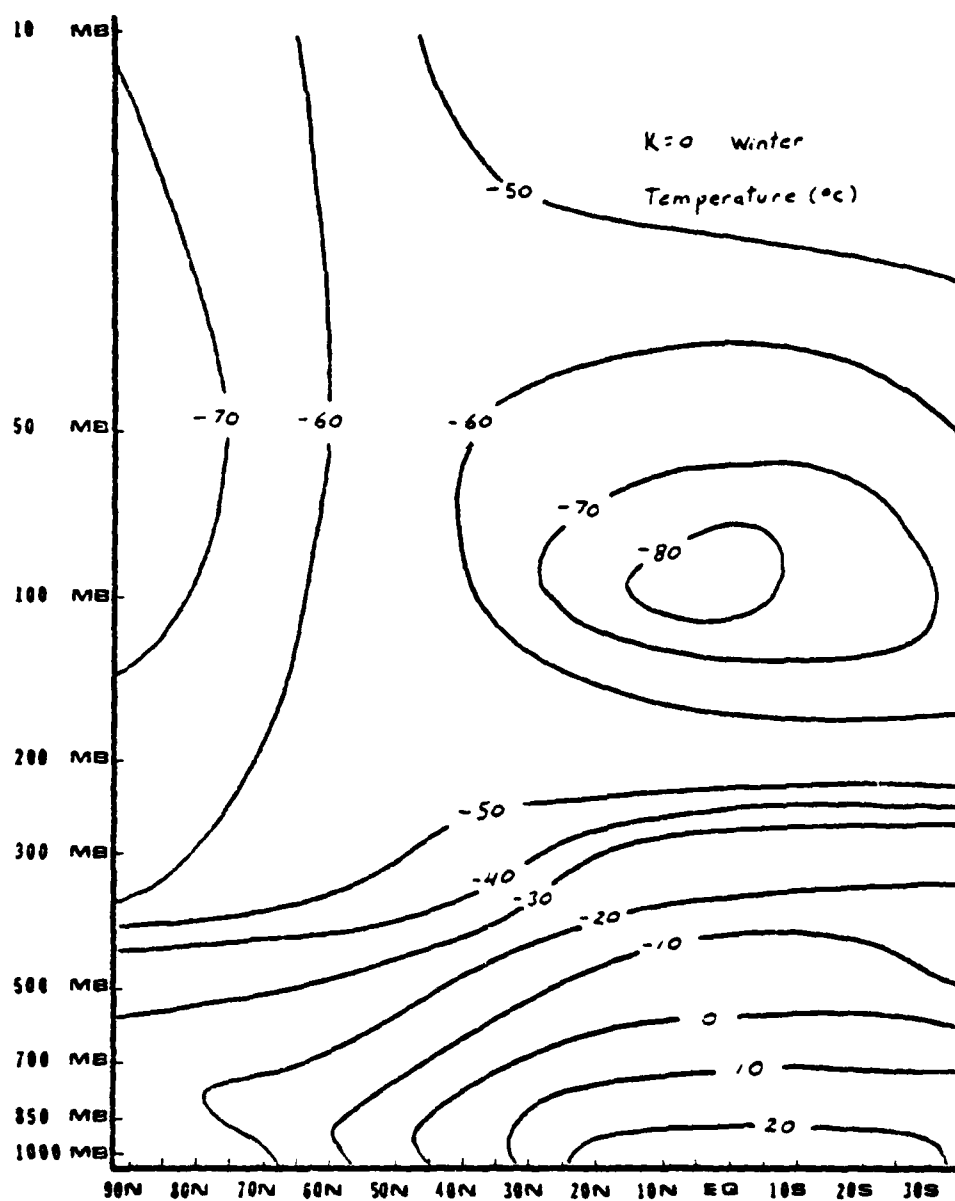 10 MB
K=0 Winter
Temperature (°c)
-50
50 MB
-70
-60
-60
-70
-80
100 MB
200 MB
-50
300 MB
-40
-30
-20
-10
500 MB
0
700 MB
10
850 MB
20
1000 MB
90N 80N 70N 60N 50N 40N 30N 20N 10N EQ 10S 20S 30S